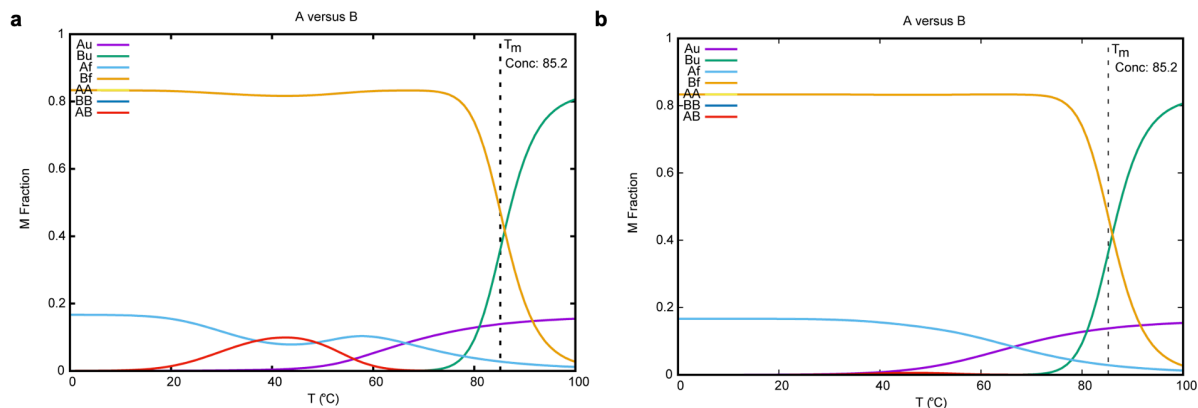 a
A versus B
M Fraction
1
0.8
0.6
0.4
0.2
0
Au
Bu
Af
Bf
AA
BB
AB
Tm
Conc: 85.2
0
20
40
60
80
100
T (°C)
b
A versus B
M Fraction
1
0.8
0.6
0.4
0.2
0
Au
Bu
Af
Bf
AA
BB
AB
Tm
Conc: 85.2
0
20
40
60
80
100
T (°C)